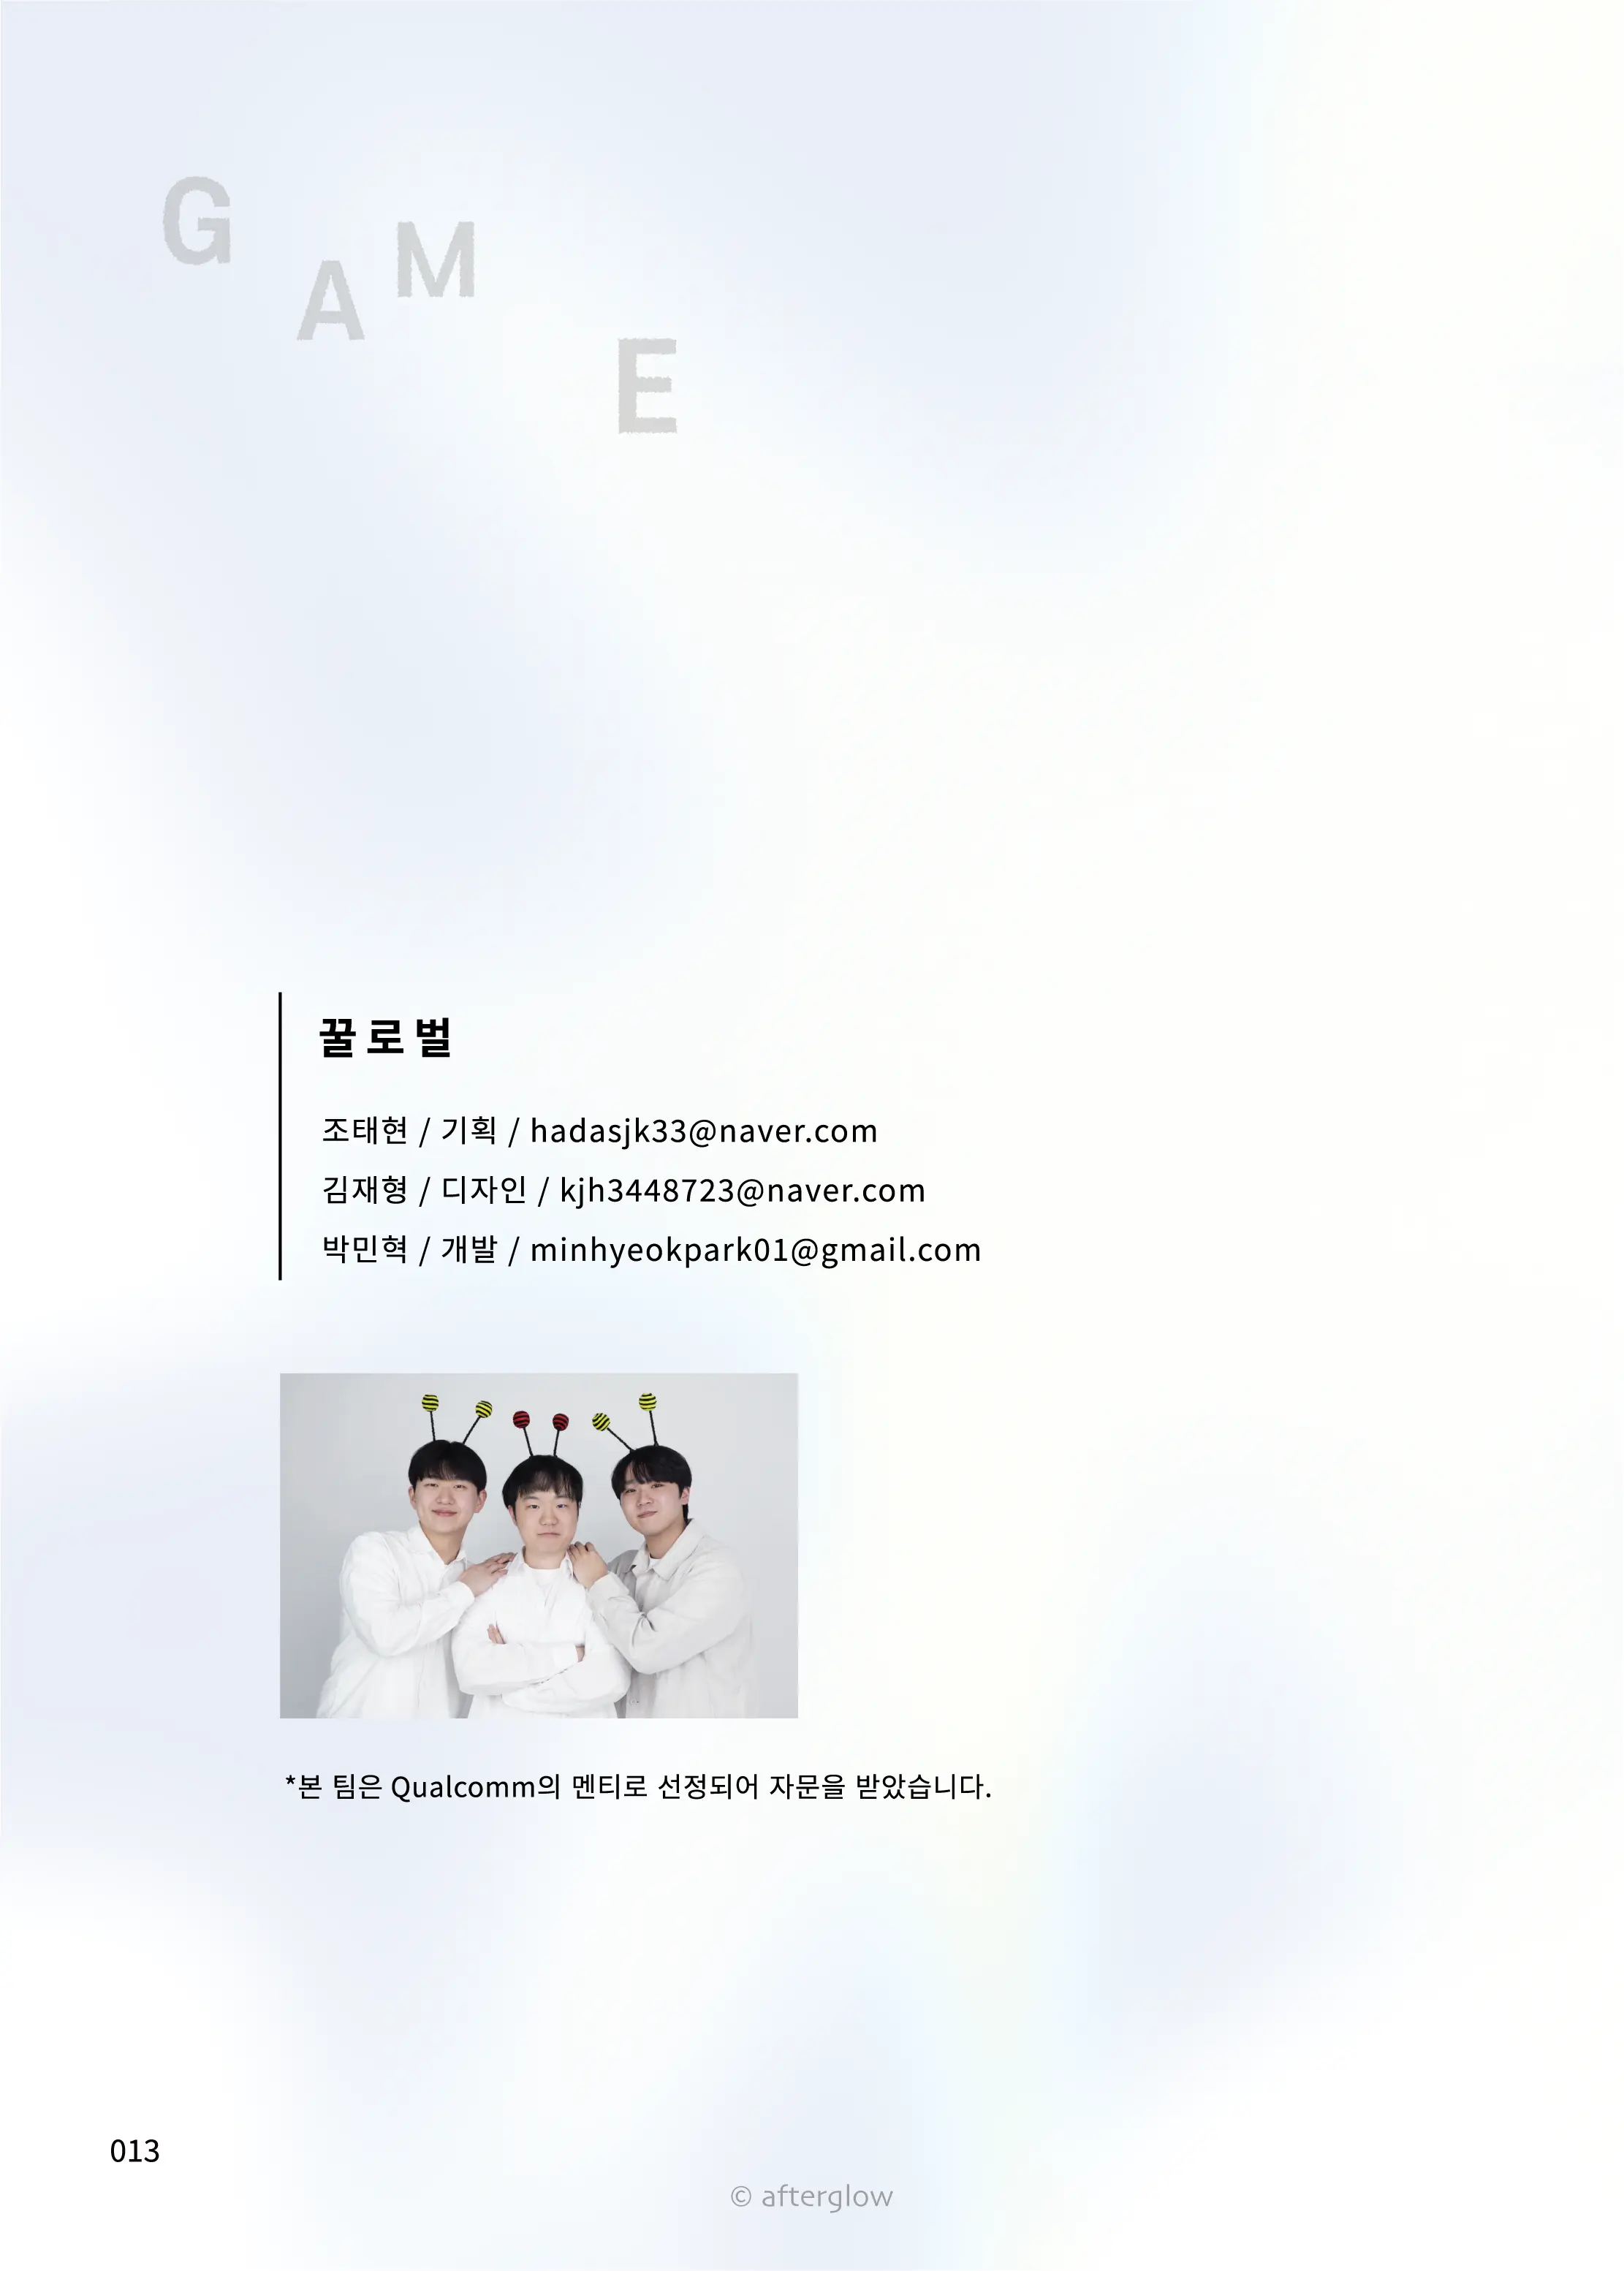 GAME
꿀로벌
조태현 / 기획 / hadasjk33@naver.com
김재형 / 디자인 / kjh3448723@naver.com
박민혁 / 개발 / minhyeokpark01@gmail.com
*본 팀은 Qualcomm의 멘티로 선정되어 자문을 받았습니다.
013
© afterglow